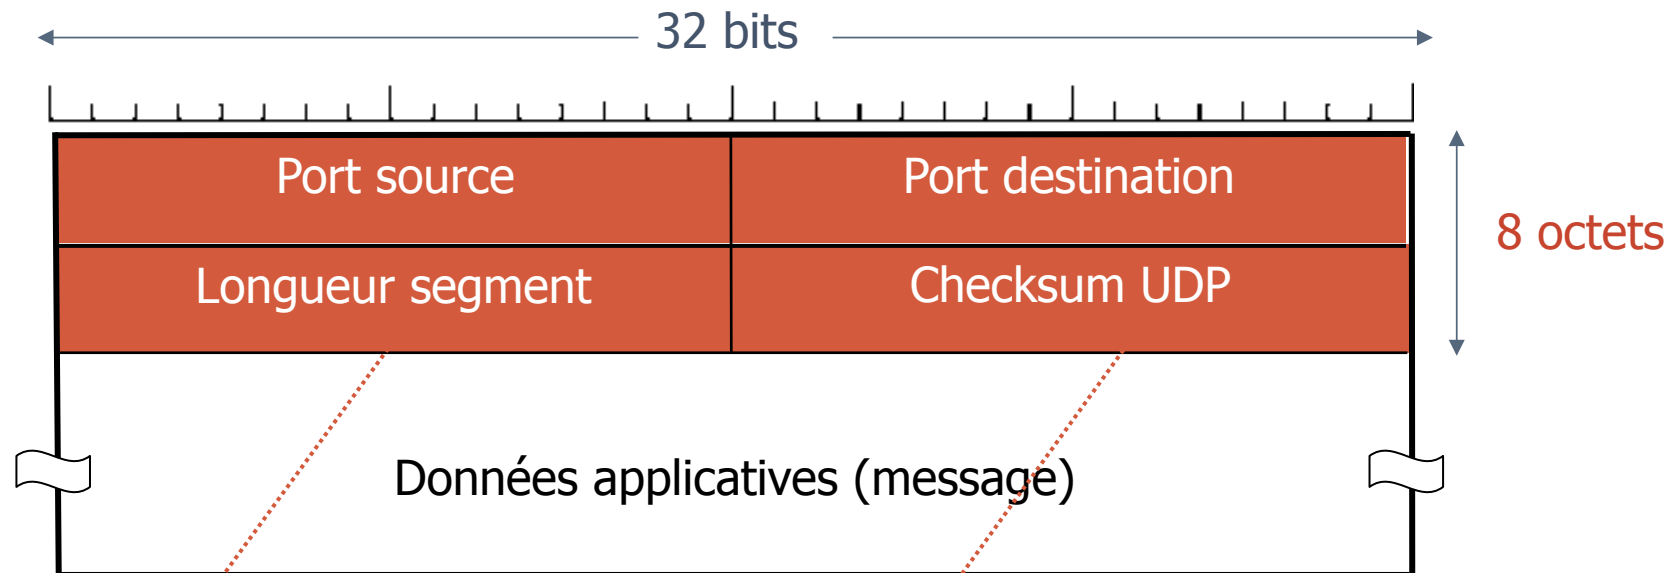 32 bits
Port source
Port destination
8 octets
Longueur segment
Checksum UDP
Données applicatives (message)